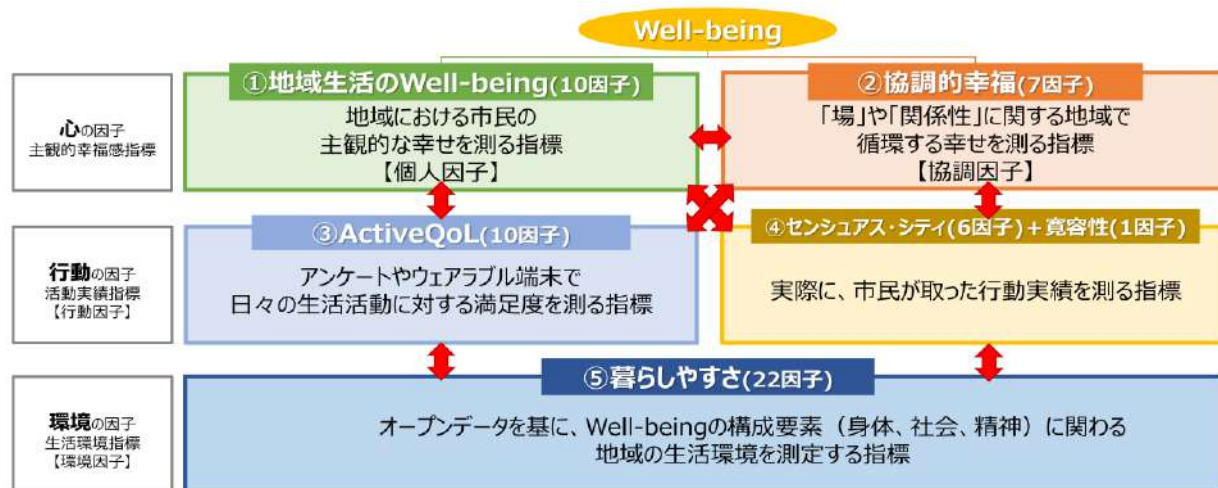 Well-being
心の因子
主観的幸福感指標
①地域生活のWell-being(10因子)
地域における市民の
主観的な幸せを測る指標
【個人因子】
②協調的幸福(7因子)
「場」や「関係性」に関する地域で
循環する幸せを測る指標
【協調因子】
行動の因子
活動実績指標
【行動因子】
③ActiveQoL(10因子)
アンケートやウェアラブル端末で
日々の生活活動に対する満足度を測る指標
④センシュアス・シティ(6因子)+寛容性(1因子)
実際に、市民が取った行動実績を測る指標
環境の因子
生活環境指標
【環境因子】
⑤暮らしやすさ(22因子)
オープンデータを基に、Well-beingの構成要素（身体、社会、精神）に関わる
地域の生活環境を測定する指標